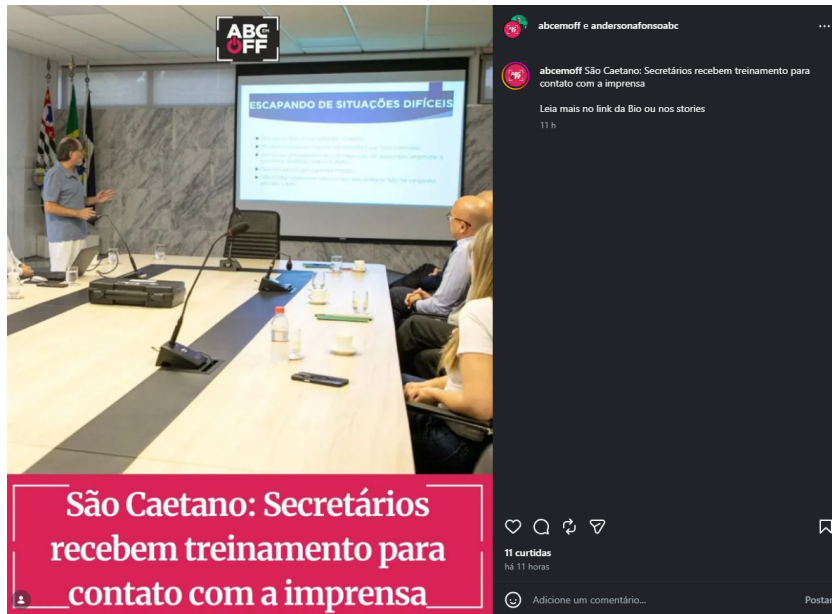 ABC EM
OFF
ESCAPANDO DE SITUAÇÕES DIFÍCEIS
São Caetano: Secretários
recebem treinamento para
contato com a imprensa
abcemoff e andersonafonsoabc
abcemoff São Caetano: Secretários recebem treinamento para
contato com a imprensa
Leia mais no link da Bio ou nos stories
11 h
11 curtidas
há 11 horas
Adicione um comentário...
Postar